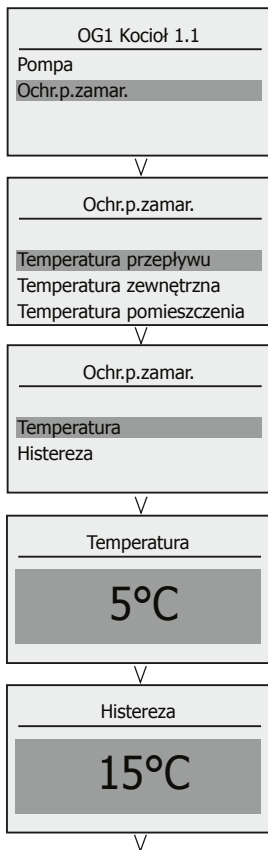 OG1 Kocioł 1.1
Pompa
Ochr.p.zamar.
Ochr.p.zamar.
Temperatura przepływu
Temperatura zewnętrzna
Temperatura pomieszczenia
Ochr.p.zamar.
Temperatura
Histereza
Temperatura
5°C
Histereza
15°C